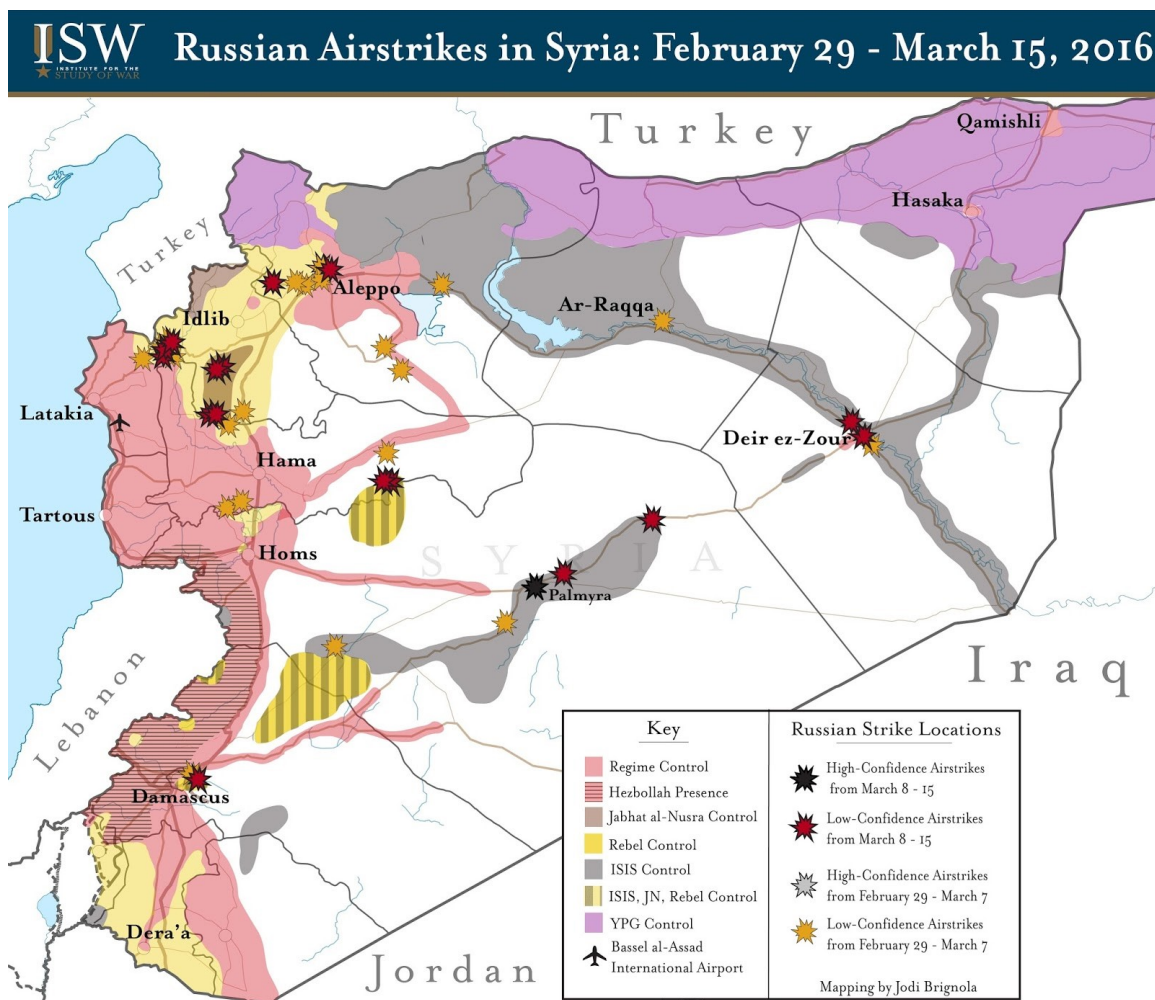 ISW
INSTITUTE FOR THE
STUDY OF WAR
Russian Airstrikes in Syria: February 29 - March 15, 2016
Turkey
Qamishli
Hasaka
Turkey
Aleppo
Idlib
Ar-Raqqa
Latakia
Deir ez-Zour
Hama
Tartous
Homs
SYRIA
Palmyra
Lebanon
Iraq
Damascus
Dera'a
Jordan
Key
Regime Control
Hezbollah Presence
Jabhat al-Nusra Control
Rebel Control
ISIS Control
ISIS, JN, Rebel Control
YPG Control
Bassel al-Assad
International Airport
Russian Strike Locations
High-Confidence Airstrikes
from March 8 - 15
Low-Confidence Airstrikes
from March 8 - 15
High-Confidence Airstrikes
from February 29 - March 7
Low-Confidence Airstrikes
from February 29 - March 7
Mapping by Jodi Brignola